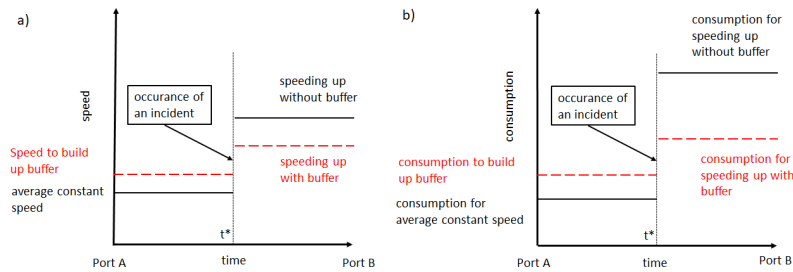 a)
speed
occurance of
an incident
speeding up
without buffer
Speed to build
up buffer
speeding up
with buffer
average constant
speed
t*
Port A
time
Port B
b)
consumption
consumption for
speeding up
without buffer
occurance of
an incident
consumption to build
up buffer
consumption for
speeding up with
buffer
consumption for
average constant speed
t*
Port A
time
Port B